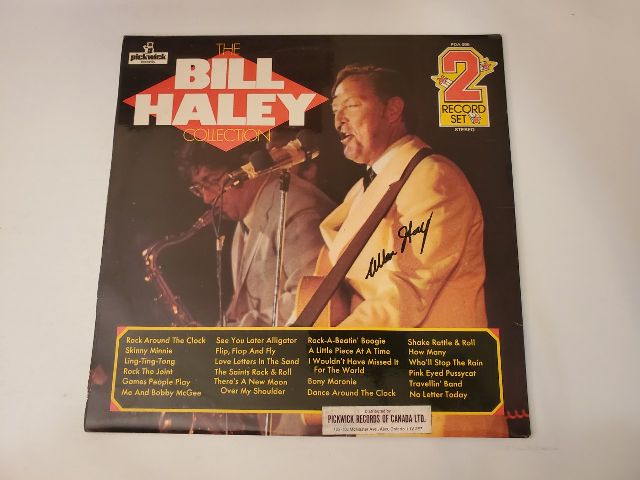 pickwick
THE
BILL
HALEY
COLLECTION
2
RECORD
SET
STEREO
Rock Around The Clock
Skinny Minnie
Ling-Ting-Tong
Rock The Joint
Games People Play
Me And Bobby McGee
See You Later Alligator
Flip, Flop And Fly
Love Letters In The Sand
The Saints Rock & Roll
There's A New Moon
Over My Shoulder
Rock-A-Beatin' Boogie
A Little Piece At A Time
I Wouldn't Have Missed It
For The World
Bony Moronie
Dance Around The Clock
Shake Rattle & Roll
How Many
Who'll Stop The Rain
Pink Eyed Pussycat
Travellin' Band
No Letter Today
Distributed by
PICKWICK RECORDS OF CANADA LTD.